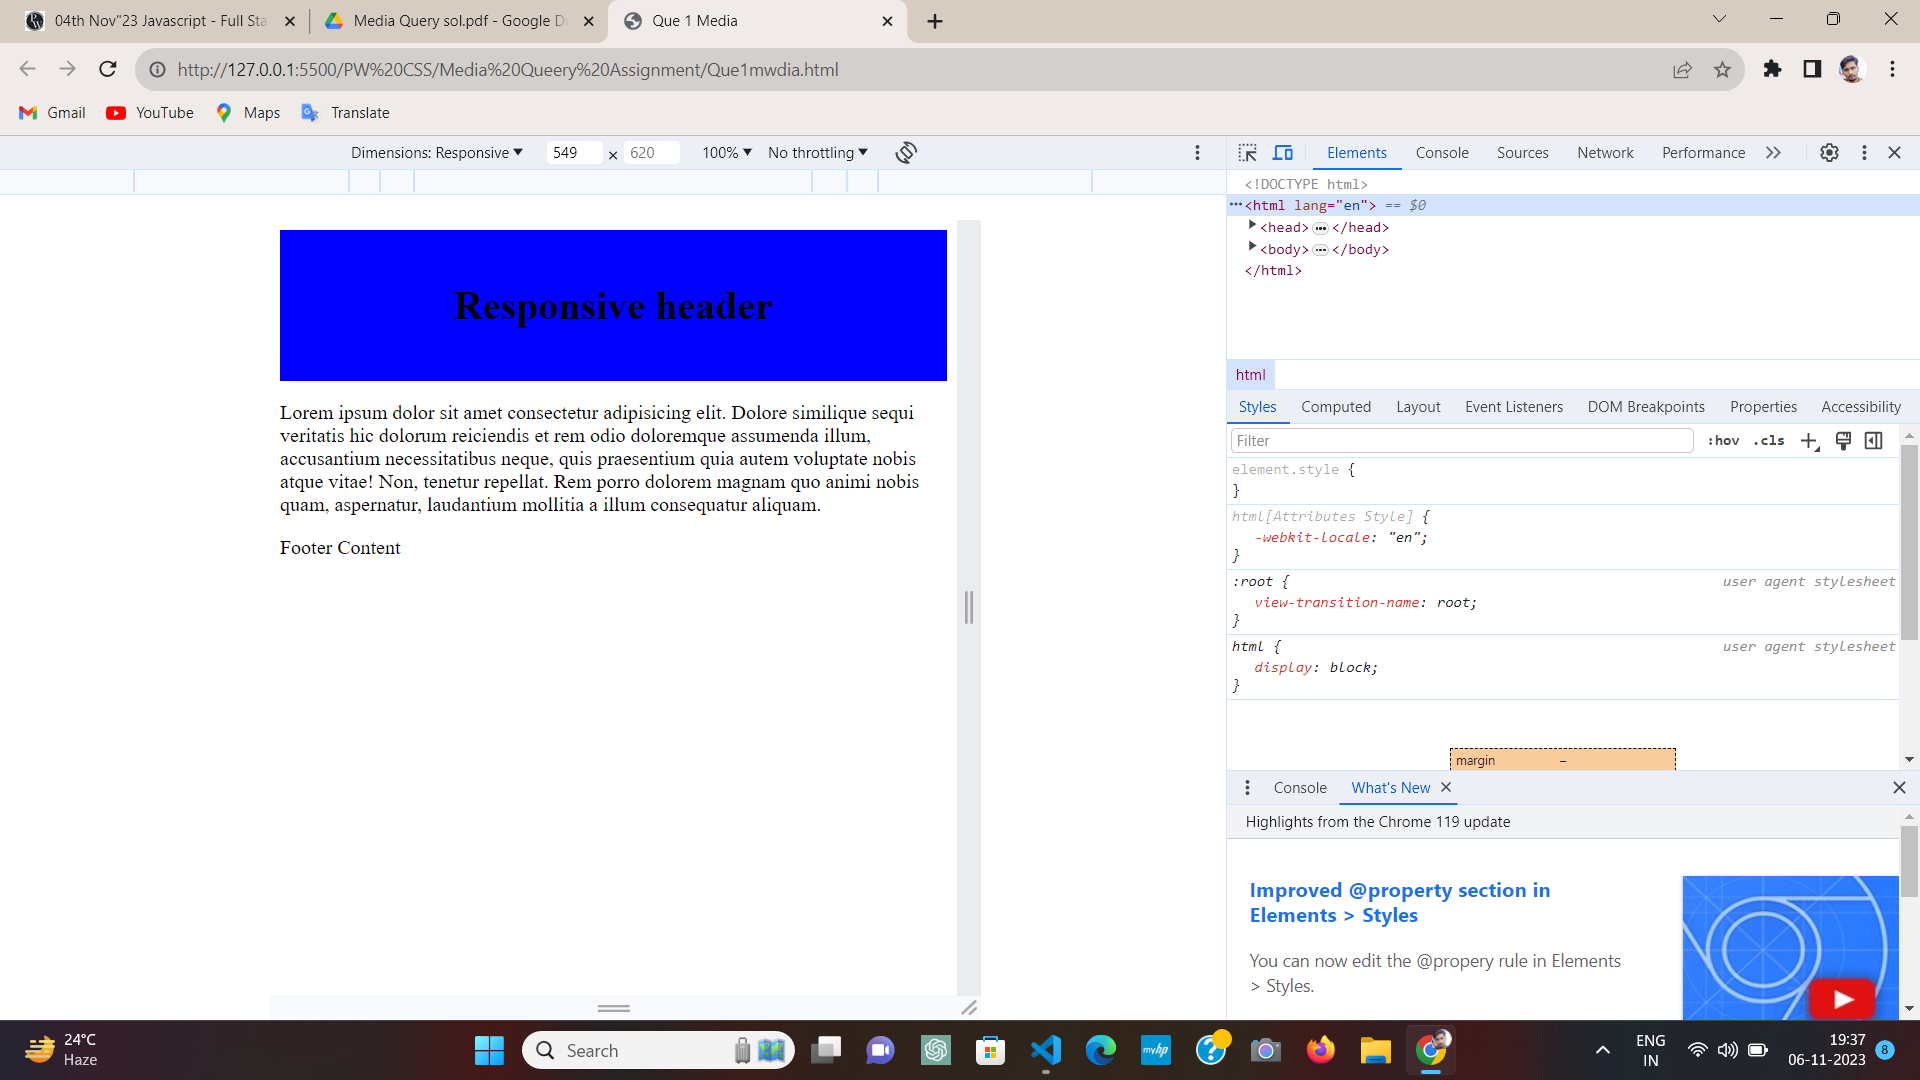 04th Nov"23 Javascript - Full Sta
Media Query sol.pdf - Google D
Que 1 Media
http://127.0.0.1:5500/PW%20CSS/Media%20Queery%20Assignment/Que1mwdia.html
Gmail YouTube Maps Translate
Dimensions: Responsive 549 × 620 100% No throttling
Elements Console Sources Network Performance
<!DOCTYPE html>
<html lang="en"> == $0
<head> </head>
<body> </body>
</html>
html
Styles Computed Layout Event Listeners DOM Breakpoints Properties Accessibility
Filter :hov .cls
element.style {
}
html[Attributes Style] {
-webkit-locale: "en";
}
:root { user agent stylesheet
view-transition-name: root;
}
html { user agent stylesheet
display: block;
}
margin –
Console What's New
Highlights from the Chrome 119 update
Improved @property section in
Elements > Styles
You can now edit the @propery rule in Elements
> Styles.
Responsive header
Lorem ipsum dolor sit amet consectetur adipisicing elit. Dolore similique sequi
veritatis hic dolorum reiciendis et rem odio doloremque assumenda illum,
accusantium necessitatibus neque, quis praesentium quia autem voluptate nobis
atque vitae! Non, tenetur repellat. Rem porro dolorem magnam quo animi nobis
quam, aspernatur, laudantium mollitia a illum consequatur aliquam.
Footer Content
24°C
Haze
Search
myhp
ENG
IN
19:37
06-11-2023
8